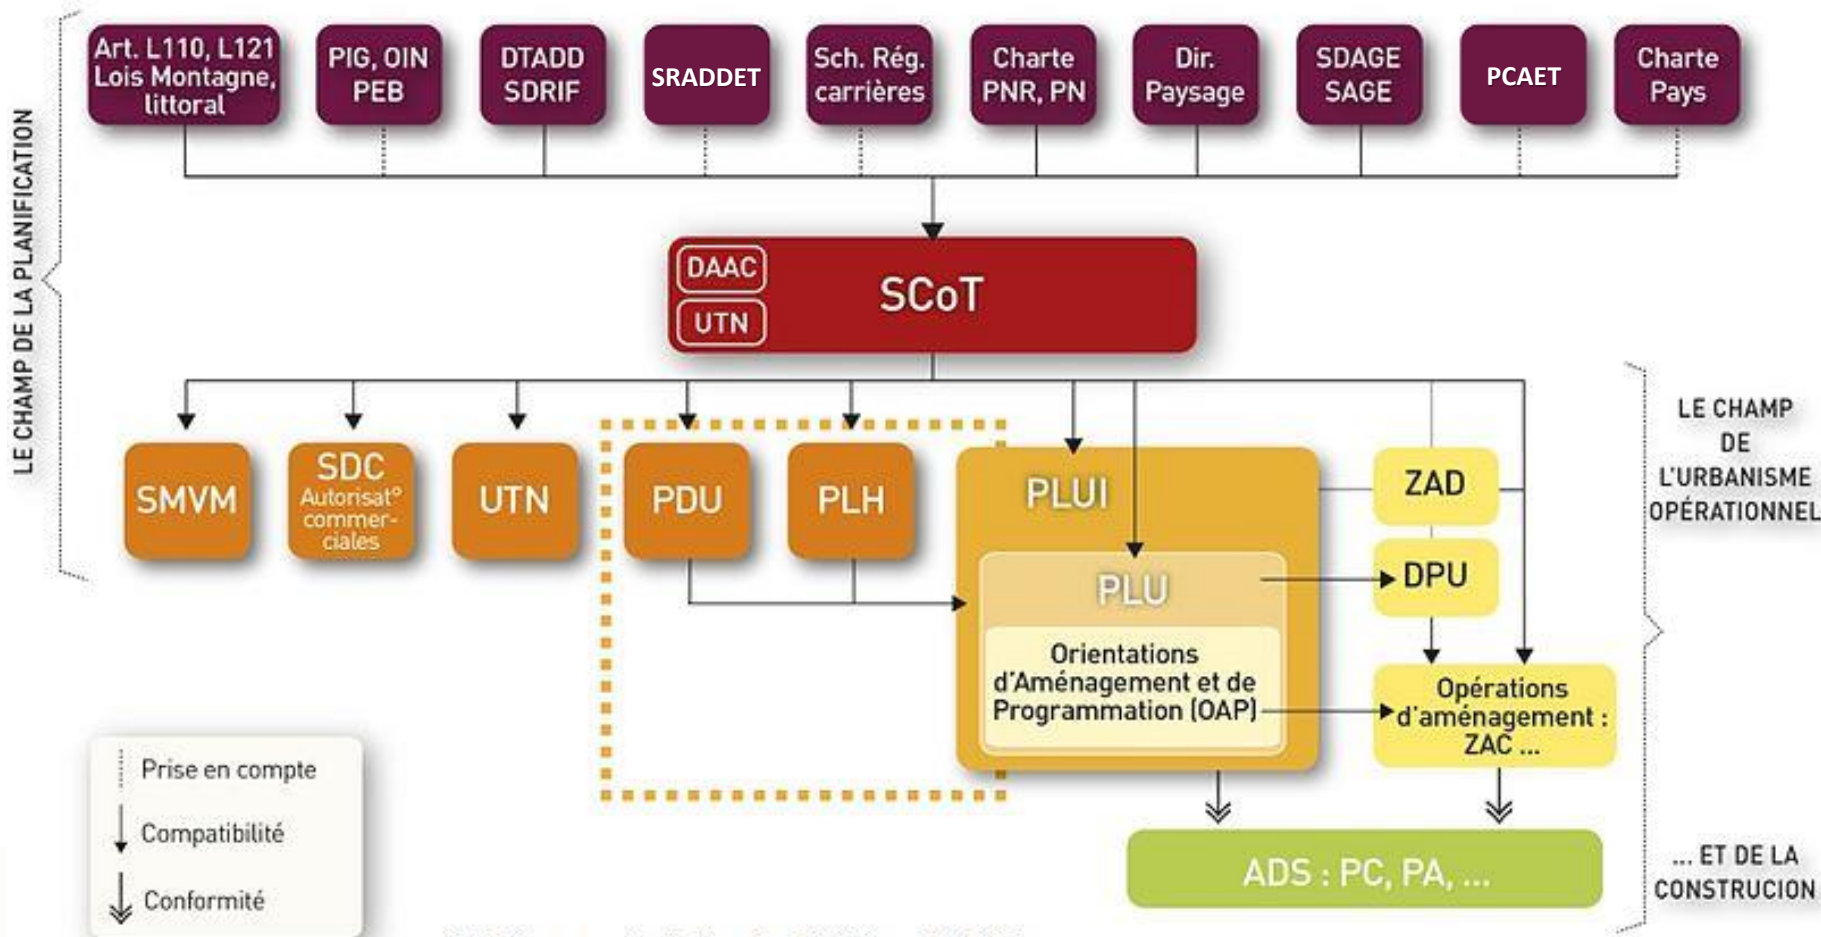 LE CHAMP DE LA PLANIFICATION
Art. L110, L121
Lois Montagne,
littoral
PIG, OIN
PEB
DTADD
SDRIF
SRADDET
Sch. Rég.
carrières
Charte
PNR, PN
Dir.
Paysage
SDAGE
SAGE
PCAET
Charte
Pays
DAAC
UTN
SCoT
SMVM
SDC
Autorisat°
commer-
ciales
UTN
PDU
PLH
PLUI
PLU
Orientations
d'Aménagement et de
Programmation (OAP)
ZAD
DPU
Opérations
d'aménagement :
ZAC ...
LE CHAMP
DE
L'URBANISME
OPÉRATIONNEL
ADS : PC, PA, ...
... ET DE LA
CONSTRUCION
Prise en compte
Compatibilité
Conformité